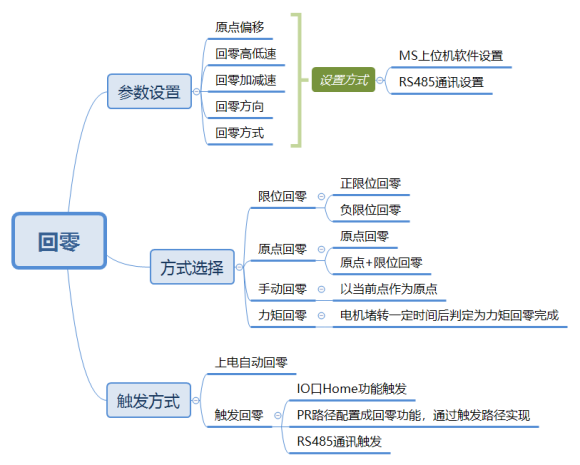 回零
参数设置
原点偏移
回零高低速
回零加减速
回零方向
回零方式
设置方式
MS上位机软件设置
RS485通讯设置
方式选择
限位回零
正限位回零
负限位回零
原点回零
原点回零
原点+限位回零
手动回零
以当前点作为原点
力矩回零
电机堵转一定时间后判定为力矩回零完成
触发方式
上电自动回零
触发回零
IO口Home功能触发
PR路径配置成回零功能，通过触发路径实现
RS485通讯触发